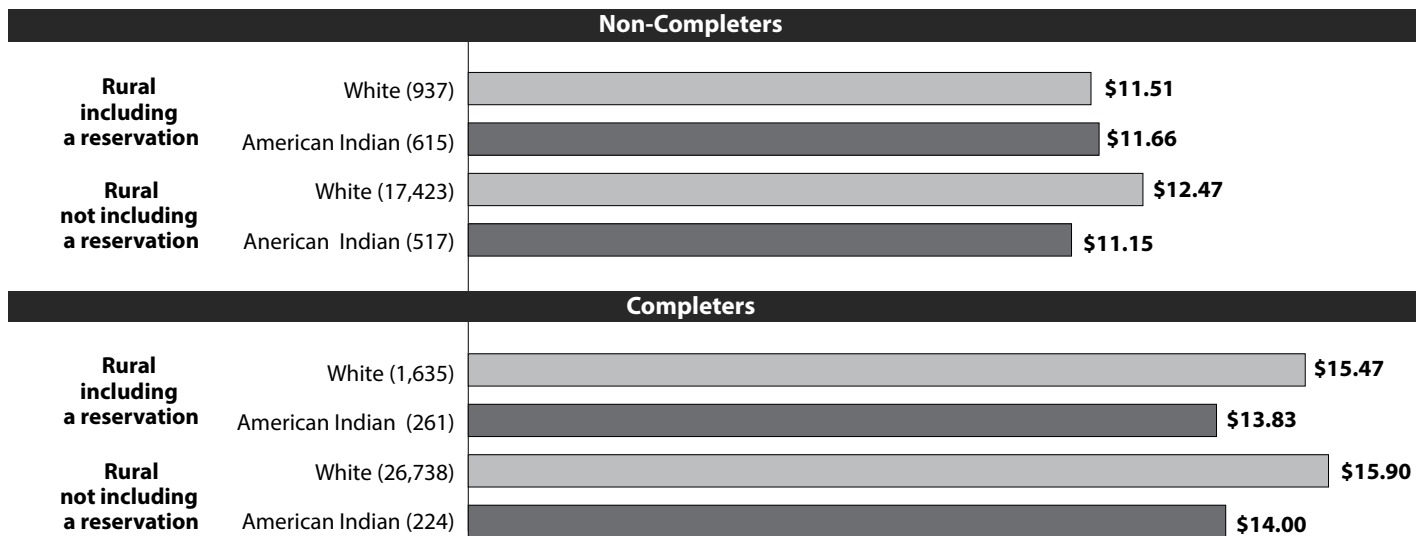 Non-Completers
Rural
including
a reservation
White (937)
$11.51
American Indian (615)
$11.66
Rural
not including
a reservation
White (17,423)
$12.47
Anerican  Indian (517)
$11.15
Completers
Rural
including
a reservation
White (1,635)
$15.47
American Indian  (261)
$13.83
Rural
not including
a reservation
White (26,738)
$15.90
American Indian (224)
$14.00